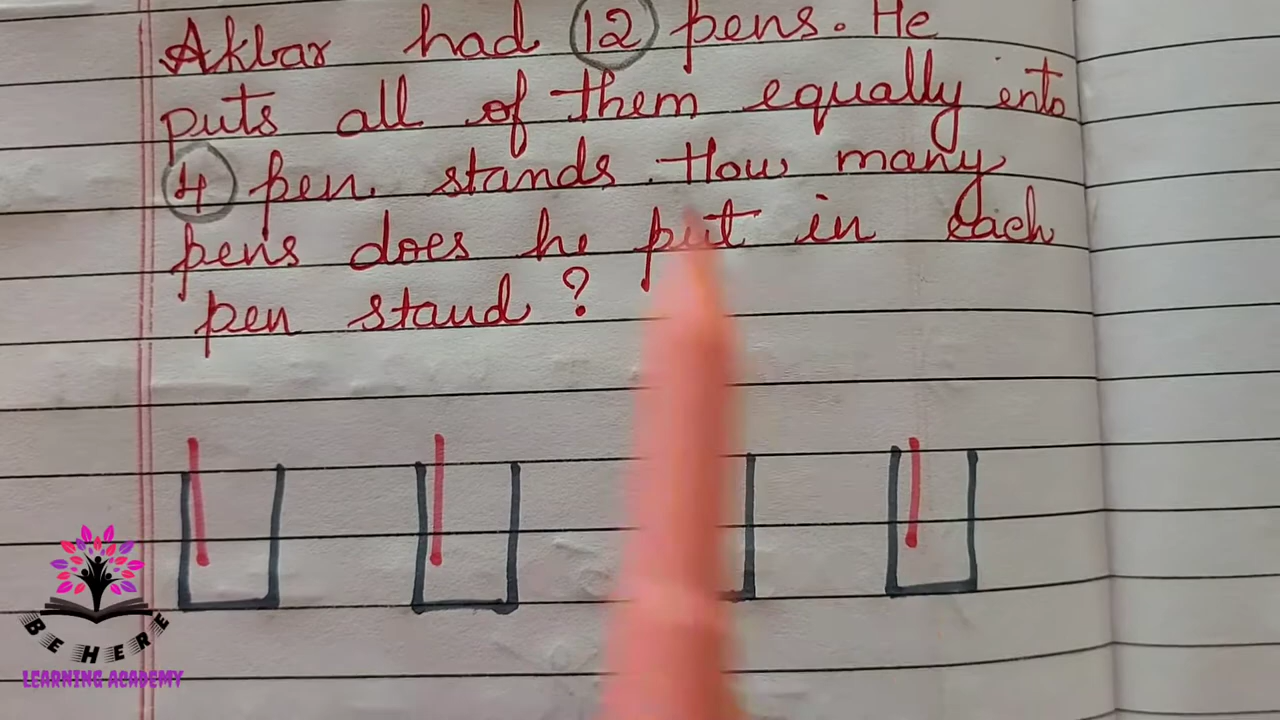 Akbar had 12 pens. He
puts all of them equally into
4 pen stands. How many
pens does he put in each
pen stand?
BE HERE
LEARNING ACADEMY